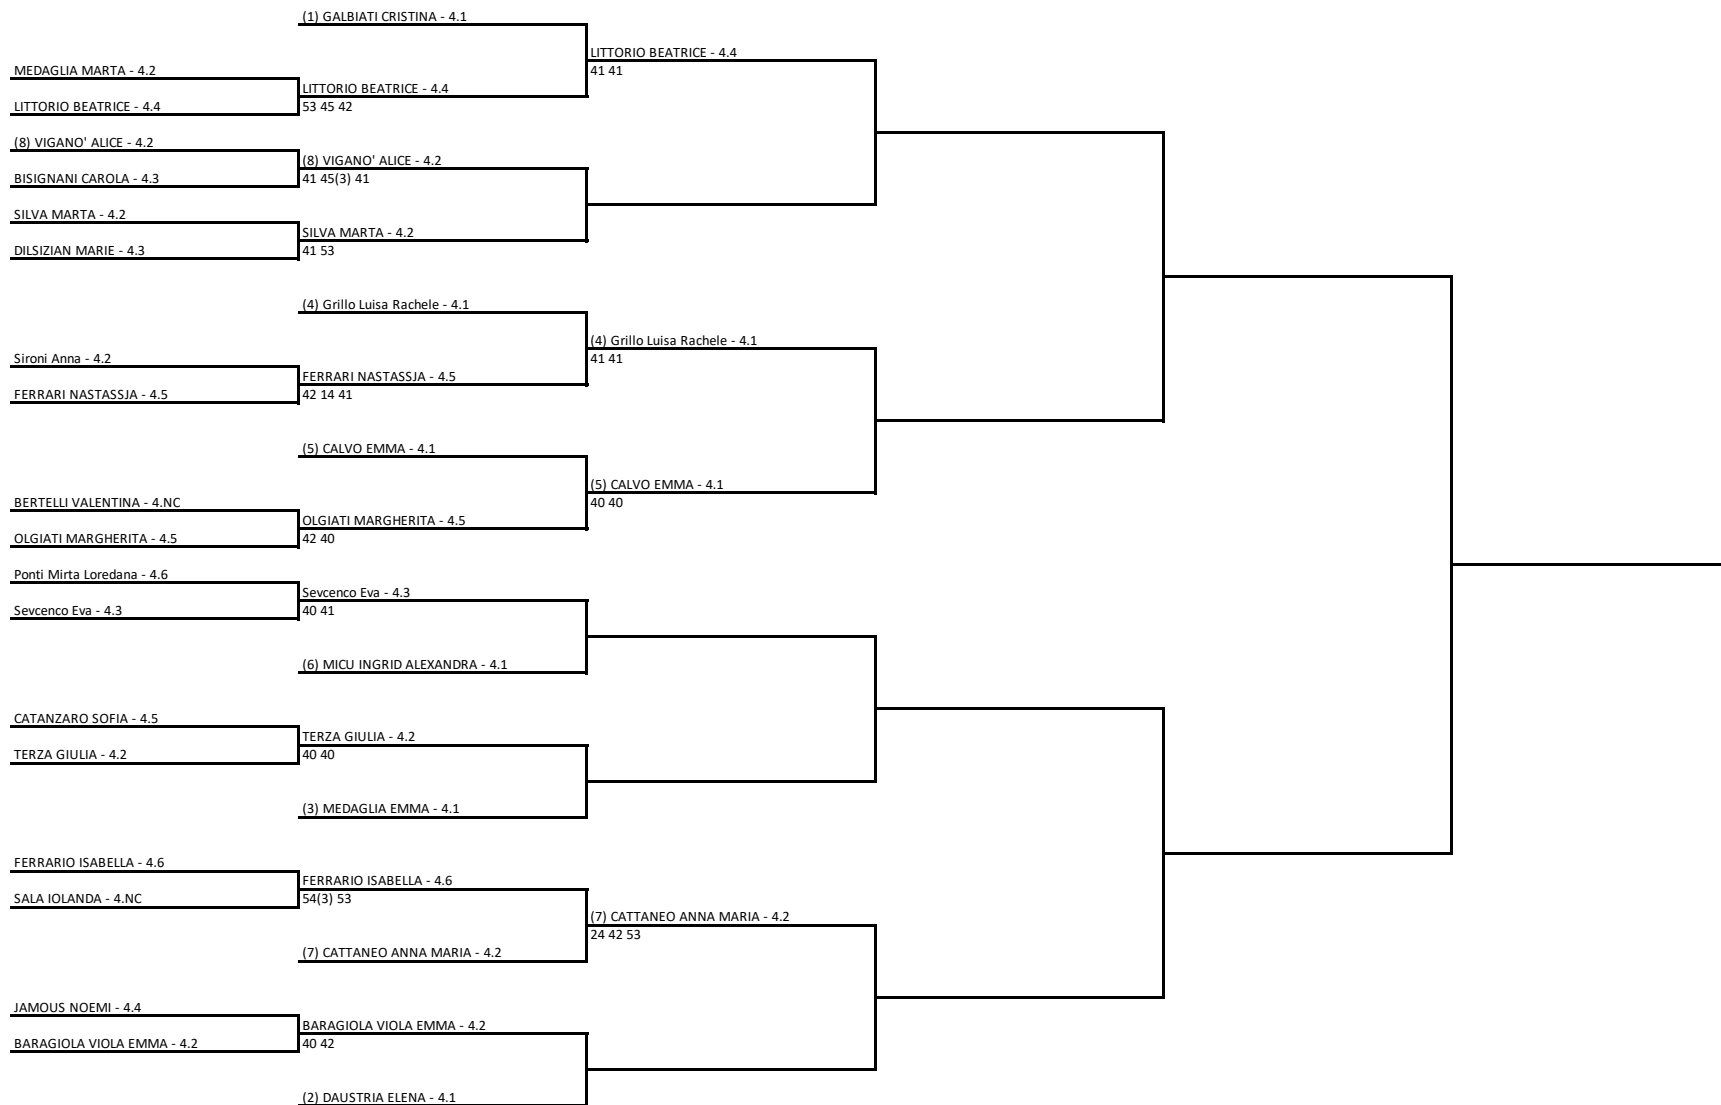 (1) GALBIATI CRISTINA - 4.1
LITTORIO BEATRICE - 4.4
MEDAGLIA MARTA - 4.2
41 41
LITTORIO BEATRICE - 4.4
LITTORIO BEATRICE - 4.4
53 45 42
(8) VIGANO' ALICE - 4.2
(8) VIGANO' ALICE - 4.2
BISIGNANI CAROLA - 4.3
41 45(3) 41
SILVA MARTA - 4.2
SILVA MARTA - 4.2
DILSIZIAN MARIE - 4.3
41 53
(4) Grillo Luisa Rachele - 4.1
(4) Grillo Luisa Rachele - 4.1
Sironi Anna - 4.2
41 41
FERRARI NASTASSJA - 4.5
FERRARI NASTASSJA - 4.5
42 14 41
(5) CALVO EMMA - 4.1
(5) CALVO EMMA - 4.1
BERTELLI VALENTINA - 4.NC
40 40
OLGIATI MARGHERITA - 4.5
OLGIATI MARGHERITA - 4.5
42 40
Ponti Mirta Loredana - 4.6
Sevcenco Eva - 4.3
Sevcenco Eva - 4.3
40 41
(6) MICU INGRID ALEXANDRA - 4.1
CATANZARO SOFIA - 4.5
TERZA GIULIA - 4.2
TERZA GIULIA - 4.2
40 40
(3) MEDAGLIA EMMA - 4.1
FERRARIO ISABELLA - 4.6
FERRARIO ISABELLA - 4.6
SALA IOLANDA - 4.NC
54(3) 53
(7) CATTANEO ANNA MARIA - 4.2
24 42 53
(7) CATTANEO ANNA MARIA - 4.2
JAMOUS NOEMI - 4.4
BARAGIOLA VIOLA EMMA - 4.2
BARAGIOLA VIOLA EMMA - 4.2
40 42
(2) DAUSTRIA ELENA - 4.1